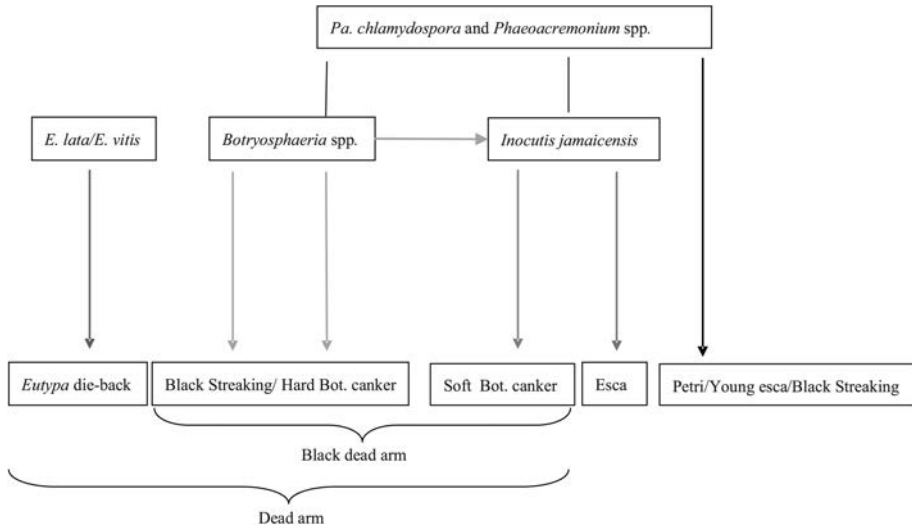 Pa. chlamydospora and Phaeoacremonium spp.
E. lata/E. vitis
Botryosphaeria spp.
Inocutis jamaicensis
Eutypa die-back
Black Streaking/ Hard Bot. canker
Soft Bot. canker
Esca
Petri/Young esca/Black Streaking
Black dead arm
Dead arm